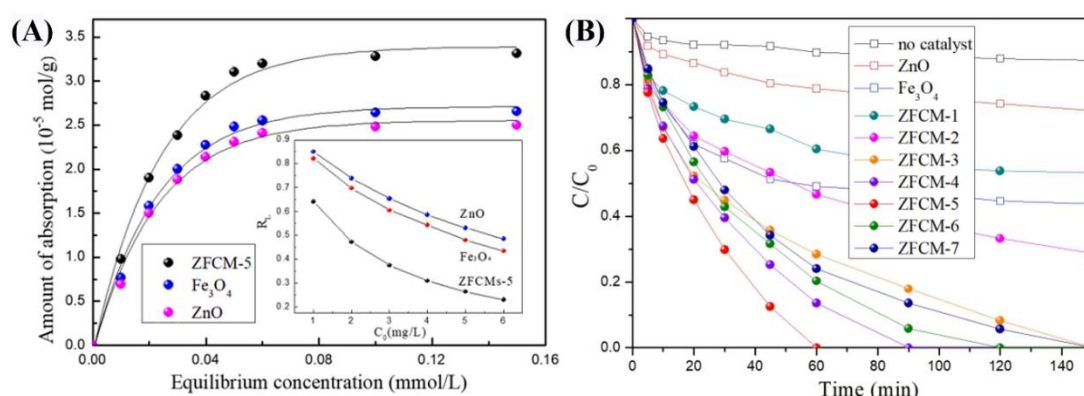 (A)
Amount of absorption (10⁻⁵ mol/g)
3.5
3.0
2.5
2.0
1.5
1.0
0.5
0.0
0.00
0.04
0.08
0.12
0.16
Equilibrium concentration (mmol/L)
ZFCM-5
Fe₃O₄
ZnO
R_L
0.9
0.8
0.7
0.6
0.5
0.4
0.3
0.2
1
2
3
4
5
6
C₀(mg/L)
ZnO
Fe₃O₄
ZFCMs-5
(B)
C/C₀
0.8
0.6
0.4
0.2
0.0
0
20
40
60
80
100
120
140
Time (min)
no catalyst
ZnO
Fe₃O₄
ZFCM-1
ZFCM-2
ZFCM-3
ZFCM-4
ZFCM-5
ZFCM-6
ZFCM-7